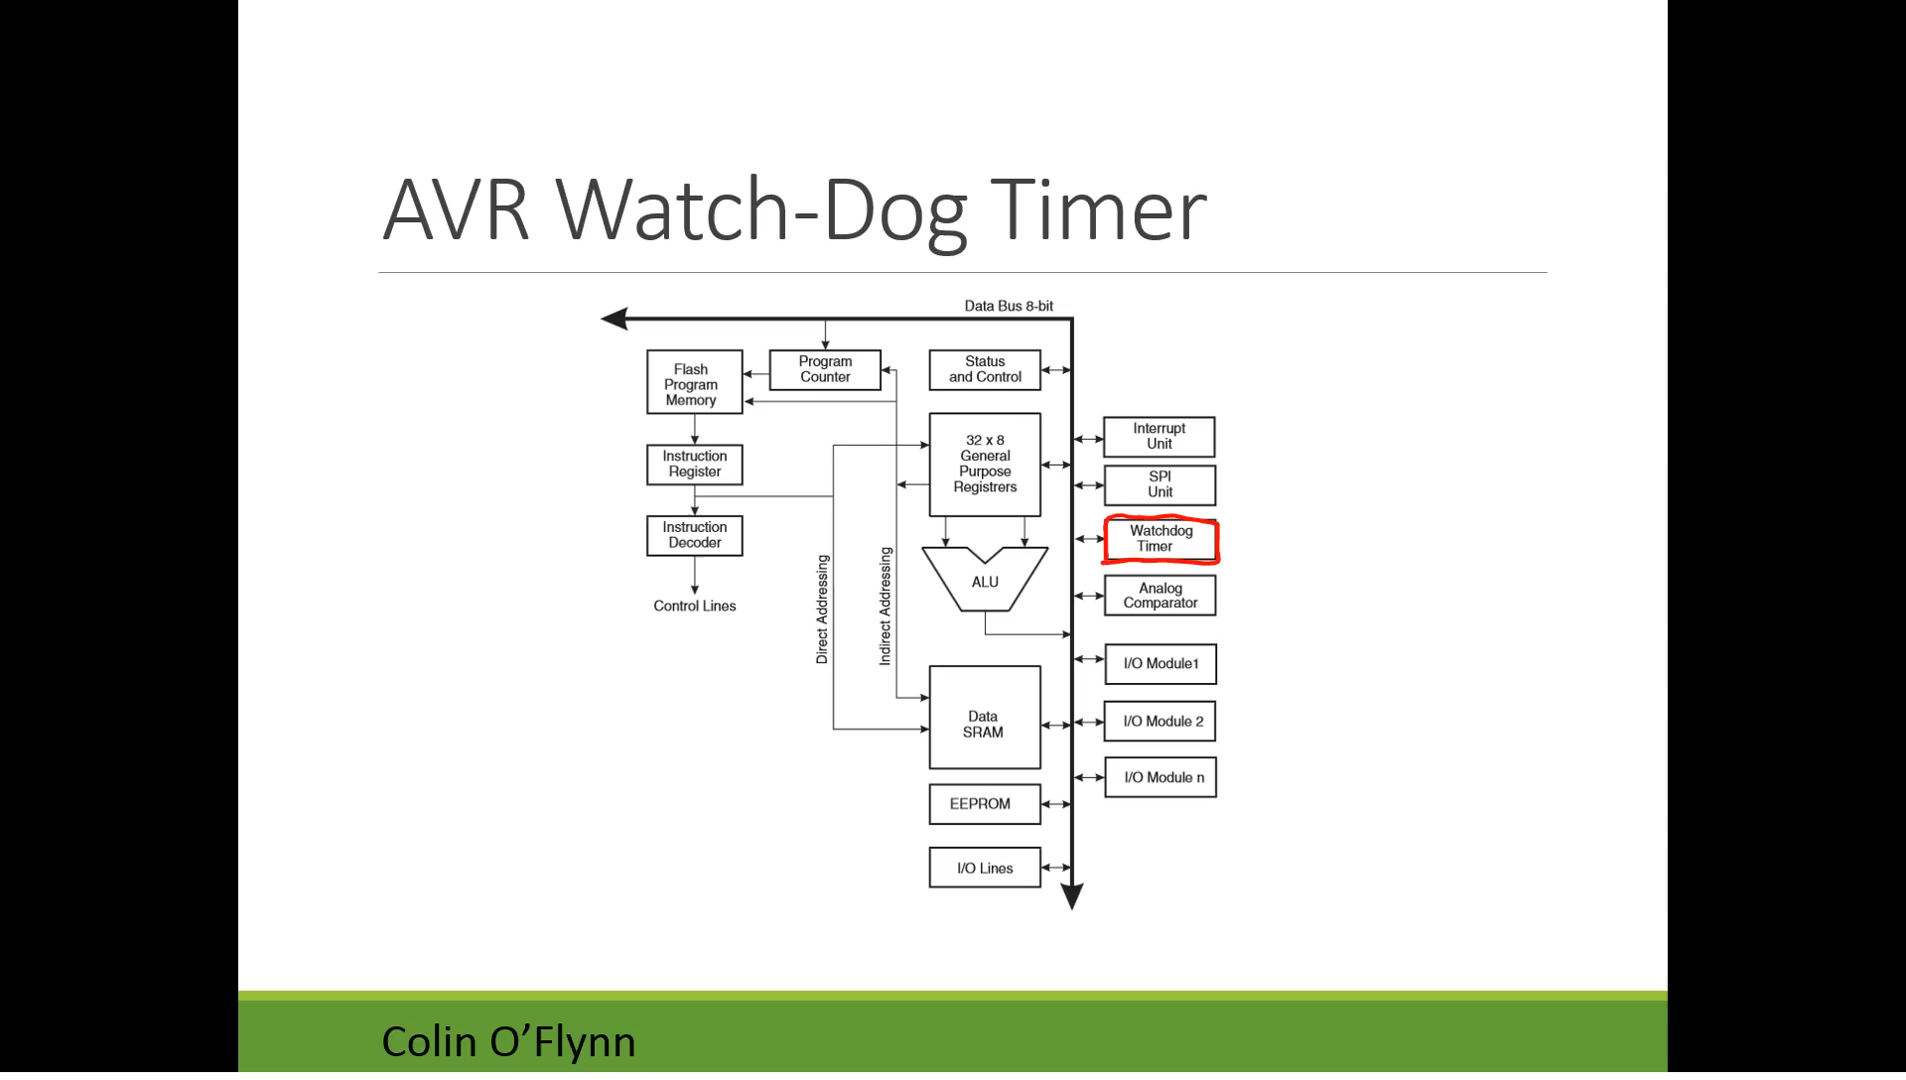 AVR Watch-Dog Timer
Data Bus 8-bit
Flash
Program
Memory
Program
Counter
Status
and Control
Interrupt
Unit
32 x 8
General
Purpose
Registrers
Instruction
Register
SPI
Unit
Instruction
Decoder
Watchdog
Timer
ALU
Analog
Comparator
Control Lines
Direct Addressing
Indirect Addressing
I/O Module1
Data
SRAM
I/O Module 2
I/O Module n
EEPROM
I/O Lines
Colin O’Flynn